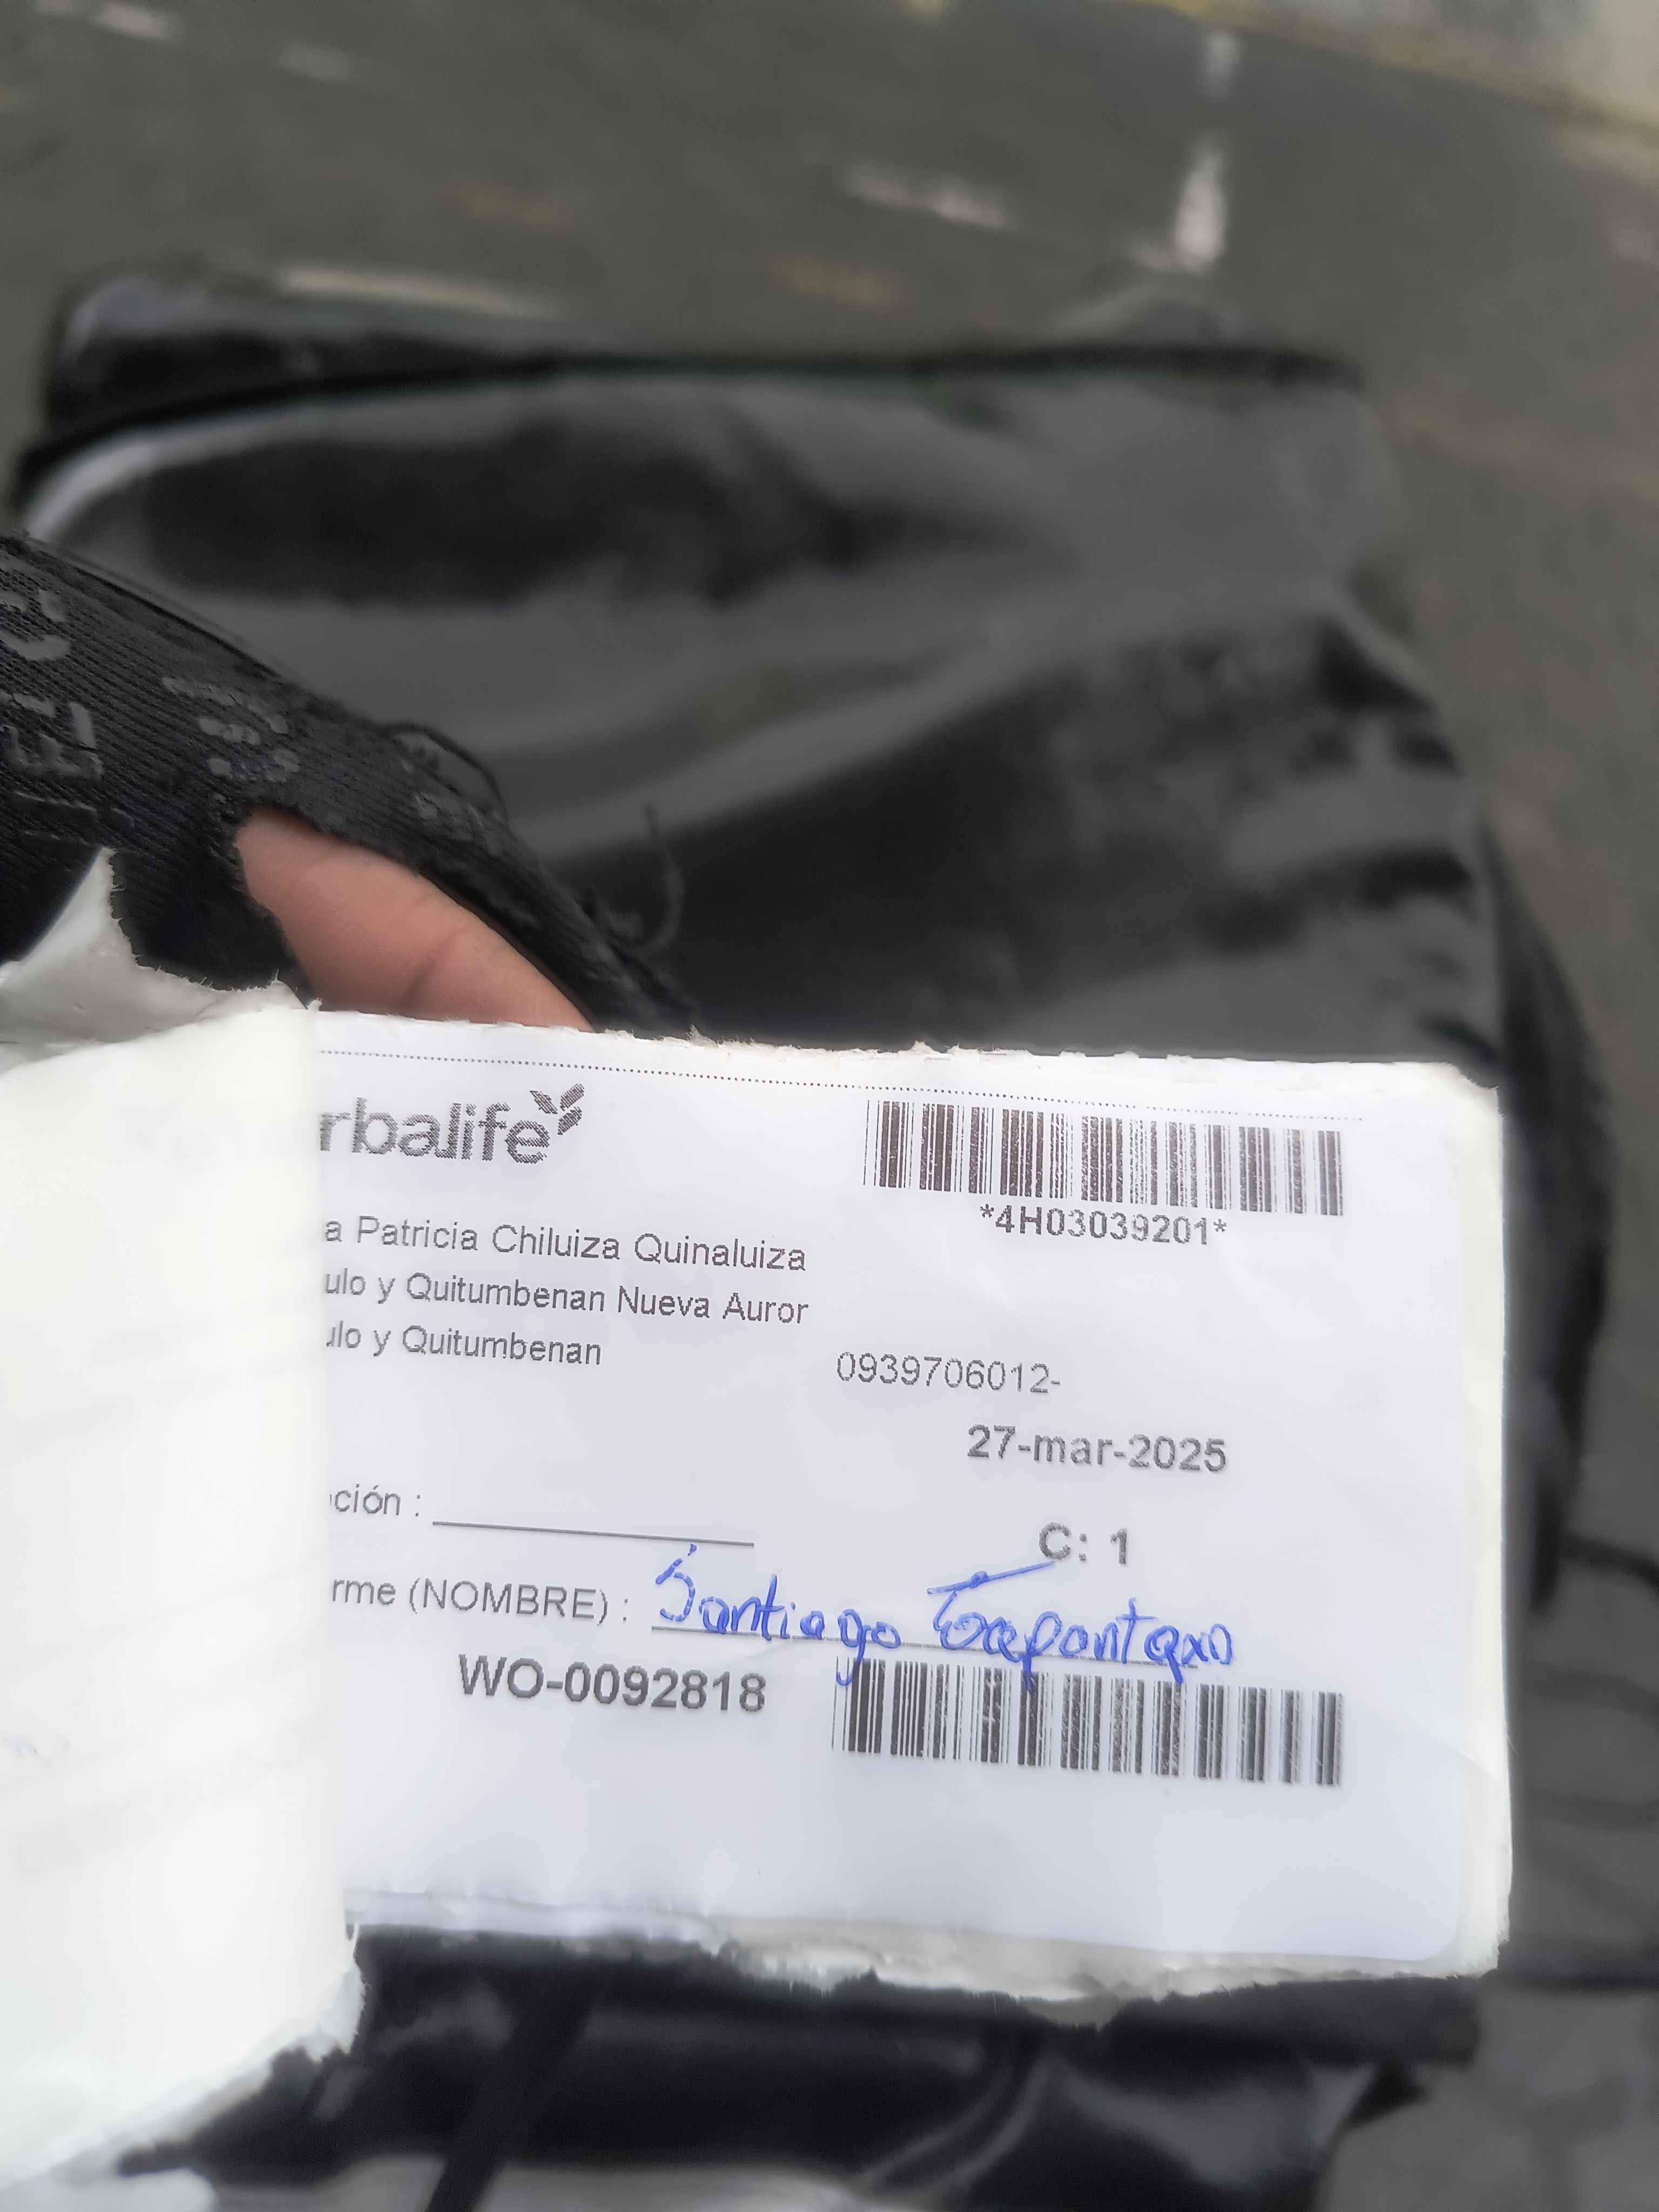 rbalife
*4H03039201*
a Patricia Chiluiza Quinaluiza
ulo y Quitumbenan Nueva Auror
ulo y Quitumbenan
0939706012-
27-mar-2025
ción :
C: 1
rme (NOMBRE) : Santiago
WO-0092818